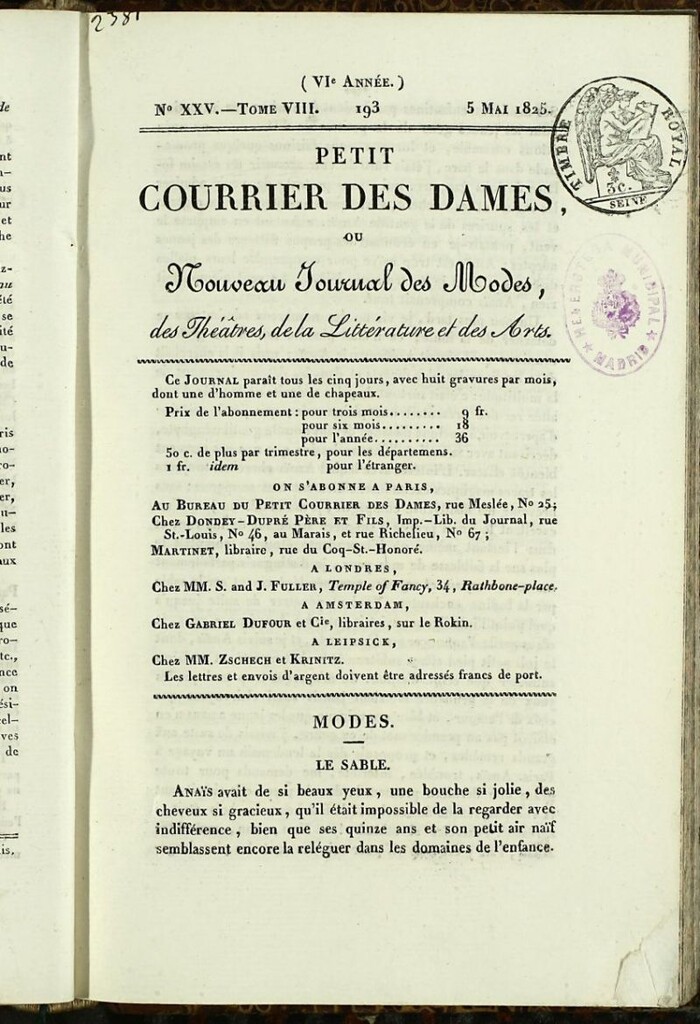 2381
( VIe ANNÉE. )
No XXV.—TOME VIII. 193 5 MAI 1825.
TIMBRE ROYAL
5C.
SEINE
PETIT
COURRIER DES DAMES,
OU
Nouveau Journal des Modes,
des Théâtres, de la Littérature et des Arts.
HEMEROTECA MUNICIPAL
★ MADRID ★
Ce JOURNAL paraît tous les cinq jours, avec huit gravures par mois,
dont une d'homme et une de chapeaux.
Prix de l'abonnement : pour trois mois........ 9 fr.
pour six mois......... 18
pour l'année.......... 36
50 c. de plus par trimestre, pour les départemens.
1 fr. idem pour l'étranger.
ON S'ABONNE A PARIS,
AU BUREAU DU PETIT COURRIER DES DAMES, rue Meslée, No 25;
Chez DONDEY-DUPRÉ PÈRE ET FILS, Imp.-Lib. du Journal, rue
St.-Louis, No 46, au Marais, et rue Richelieu, No 67 ;
MARTINET, libraire, rue du Coq-St.-Honoré.
A LONDRES,
Chez MM. S. and J. FULLER, Temple of Fancy, 34, Rathbone-place.
A AMSTERDAM,
Chez GABRIEL DUFOUR et Cie, libraires, sur le Rokin.
A LEIPSICK,
Chez MM. ZSCHECH et KRINITZ.
Les lettres et envois d'argent doivent être adressés francs de port.
MODES.
LE SABLE.
ANAÏS avait de si beaux yeux, une bouche si jolie, des
cheveux si gracieux, qu'il était impossible de la regarder avec
indifférence, bien que ses quinze ans et son petit air naïf
semblassent encore la reléguer dans les domaines de l'enfance.